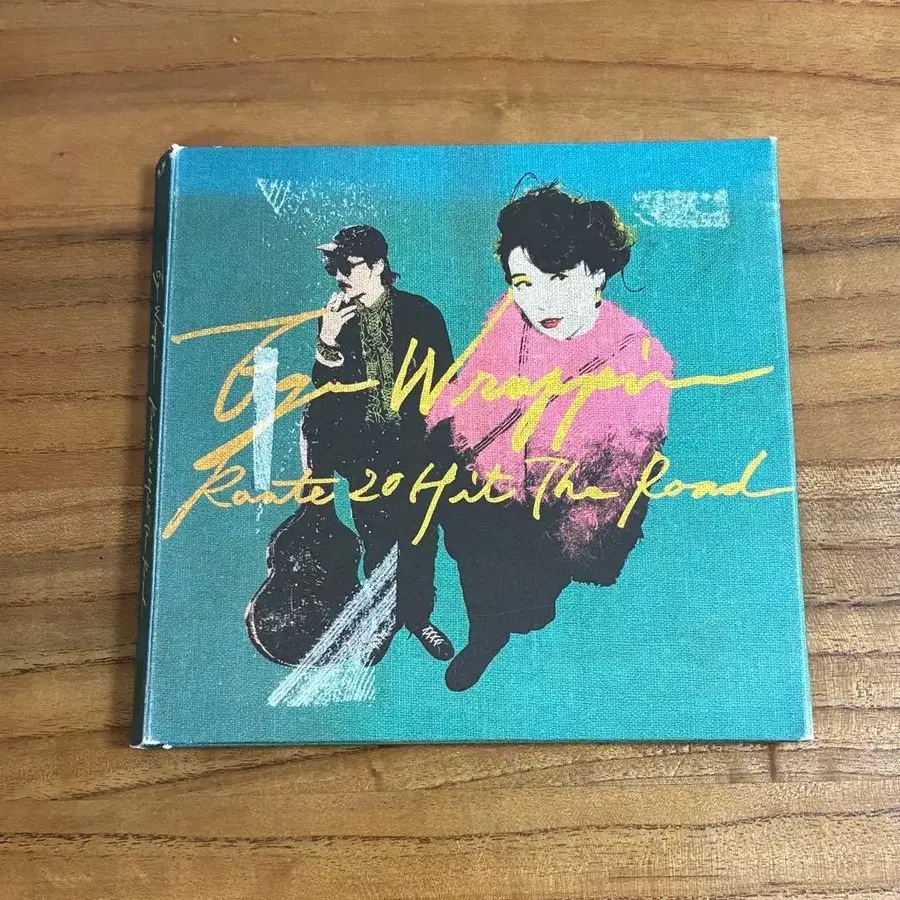 Ego Wrappin
Route 20 Hit The Road